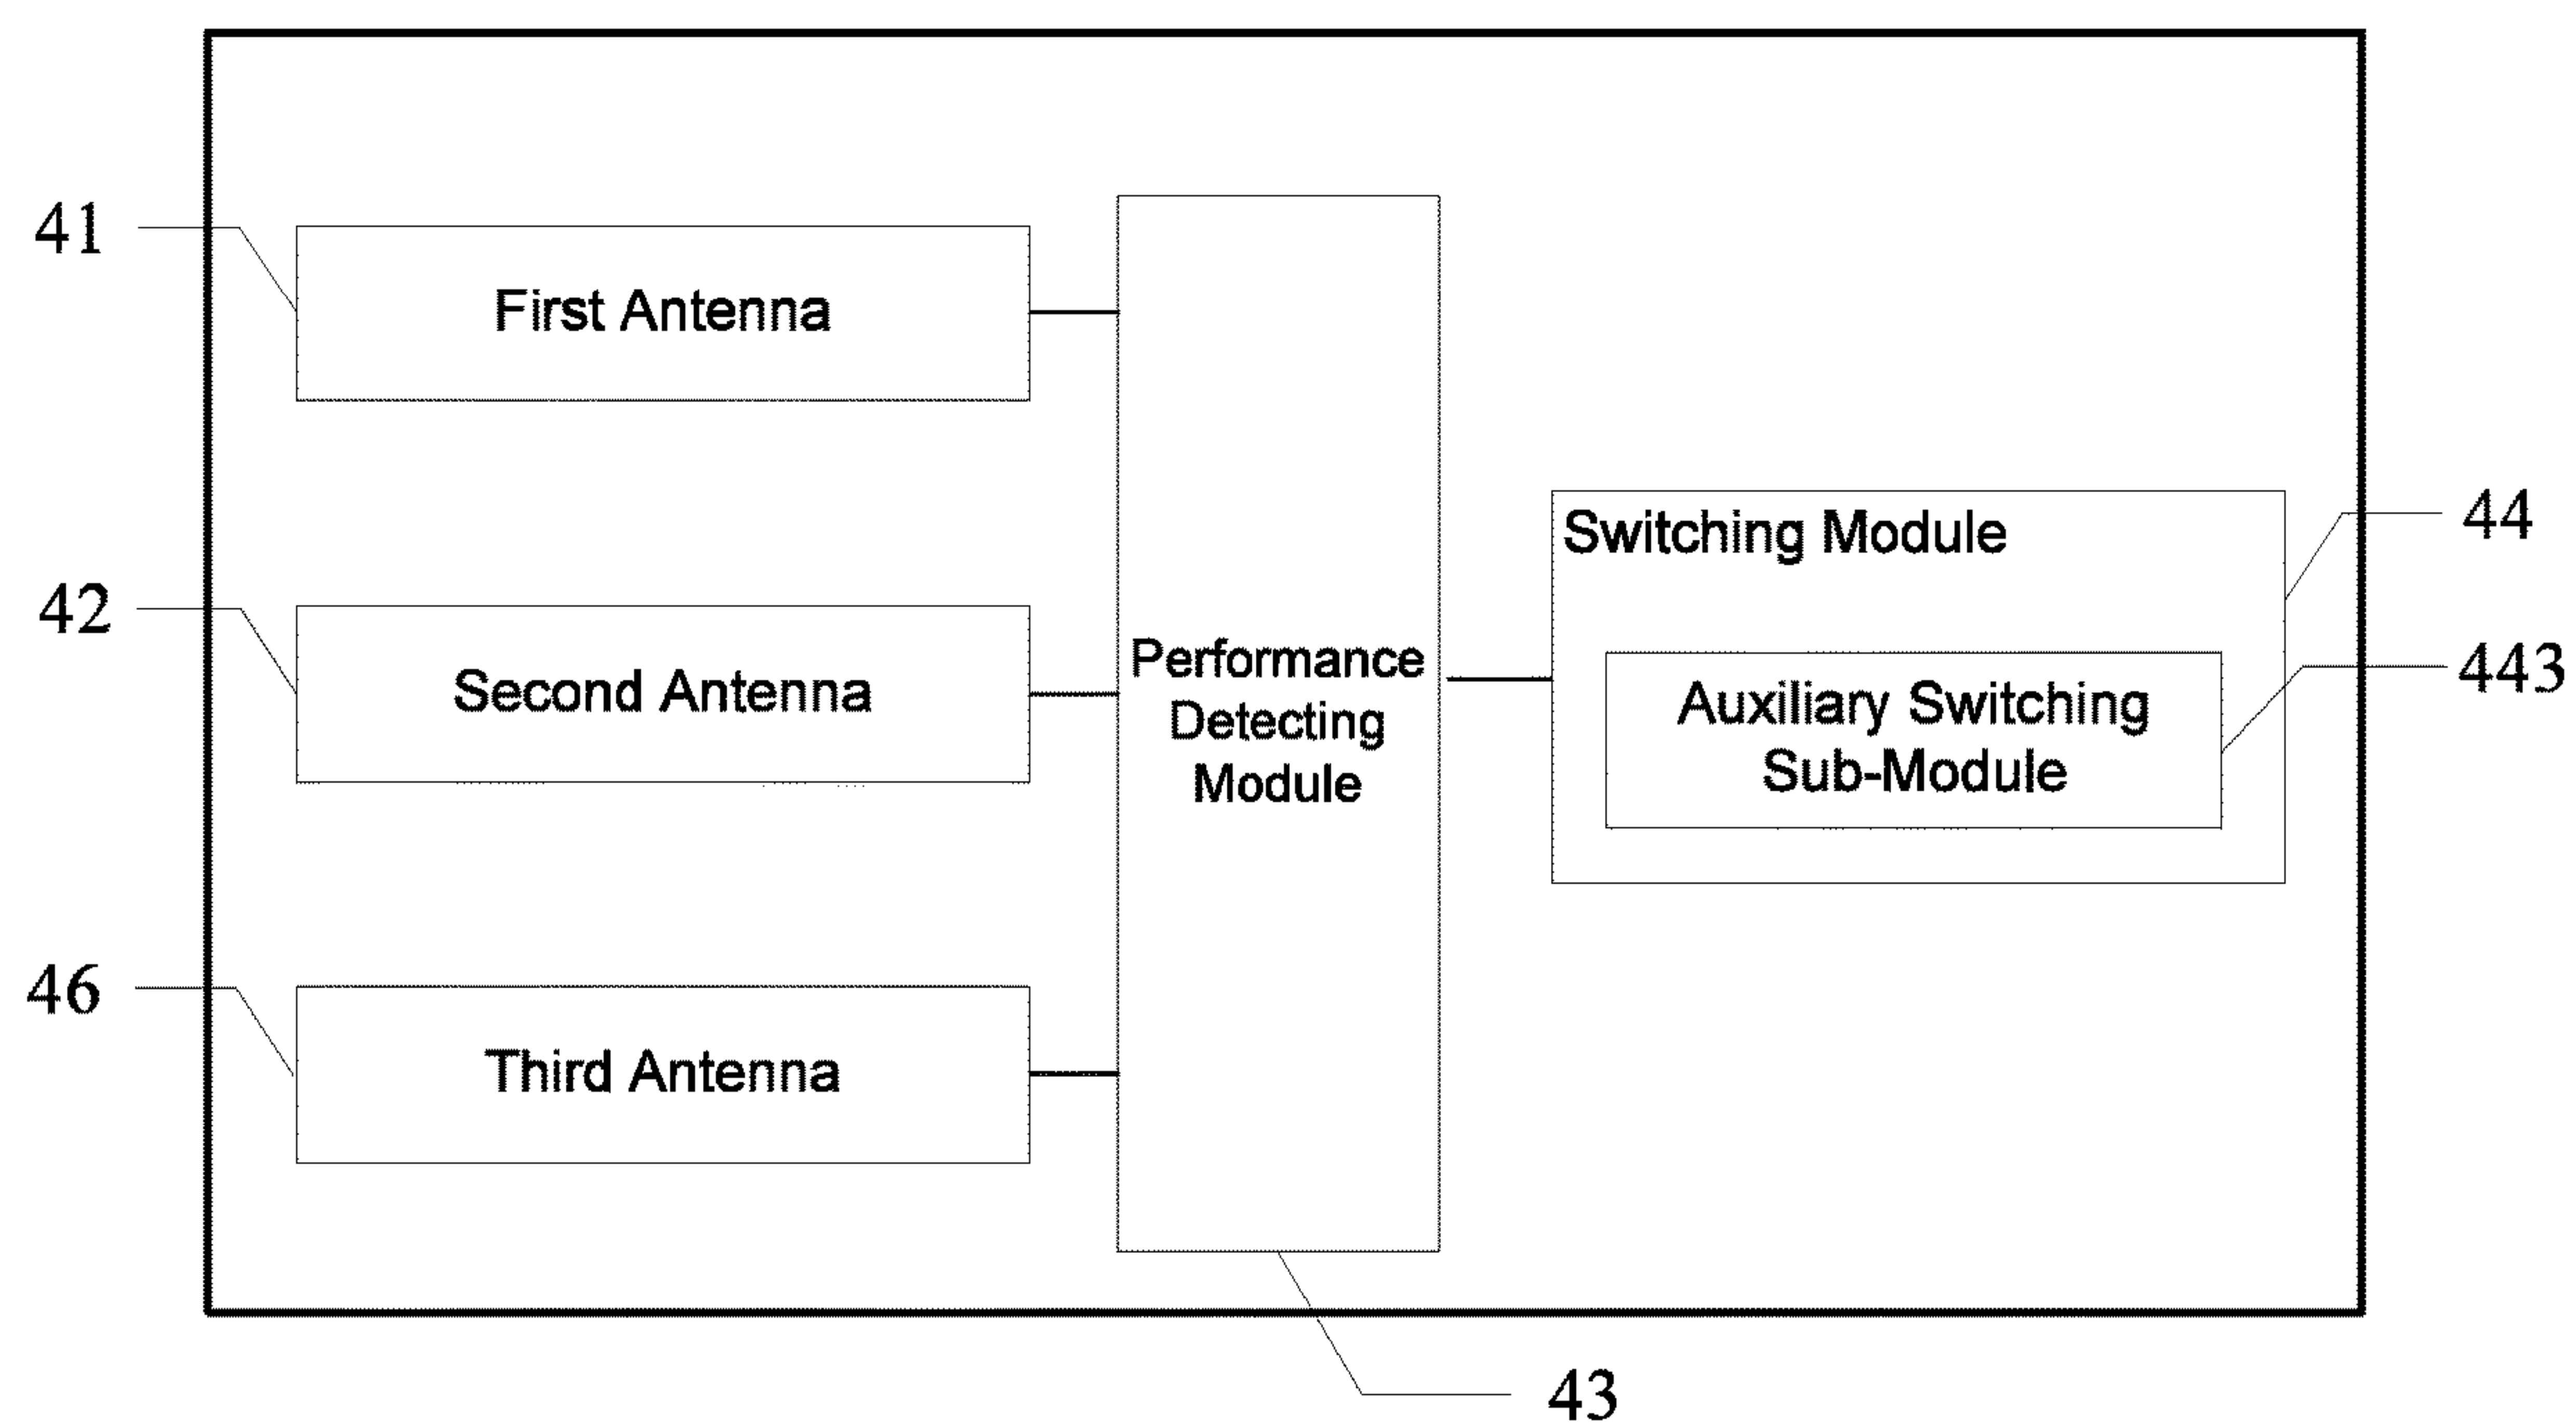 41
First Antenna
42
Second Antenna
46
Third Antenna
Performance
Detecting
Module
43
Switching Module
44
Auxiliary Switching
Sub-Module
443